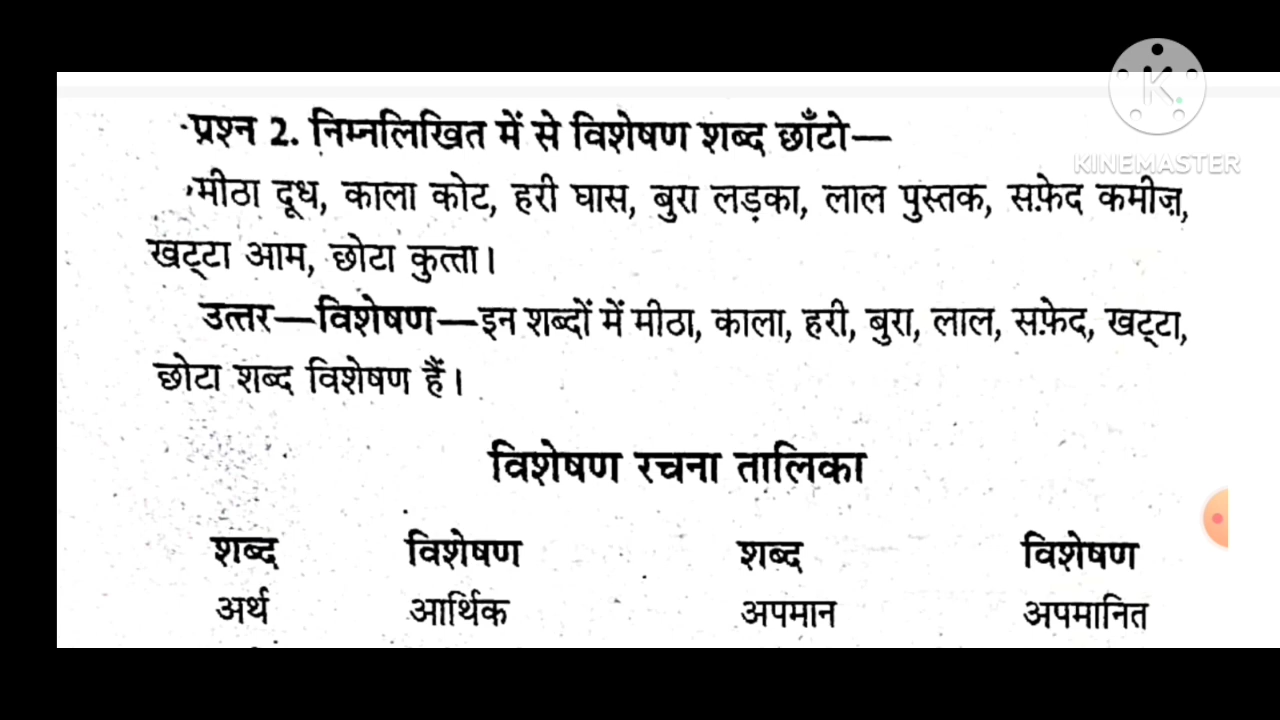 प्रश्न 2. निम्नलिखित में से विशेषण शब्द छाँटो—
मीठा दूध, काला कोट, हरी घास, बुरा लड़का, लाल पुस्तक, सफ़ेद कमीज़,
खट्टा आम, छोटा कुत्ता।
उत्तर—विशेषण—इन शब्दों में मीठा, काला, हरी, बुरा, लाल, सफ़ेद, खट्टा,
छोटा शब्द विशेषण हैं।
विशेषण रचना तालिका
शब्द विशेषण शब्द विशेषण
अर्थ आर्थिक अपमान अपमानित
KINEMASTER